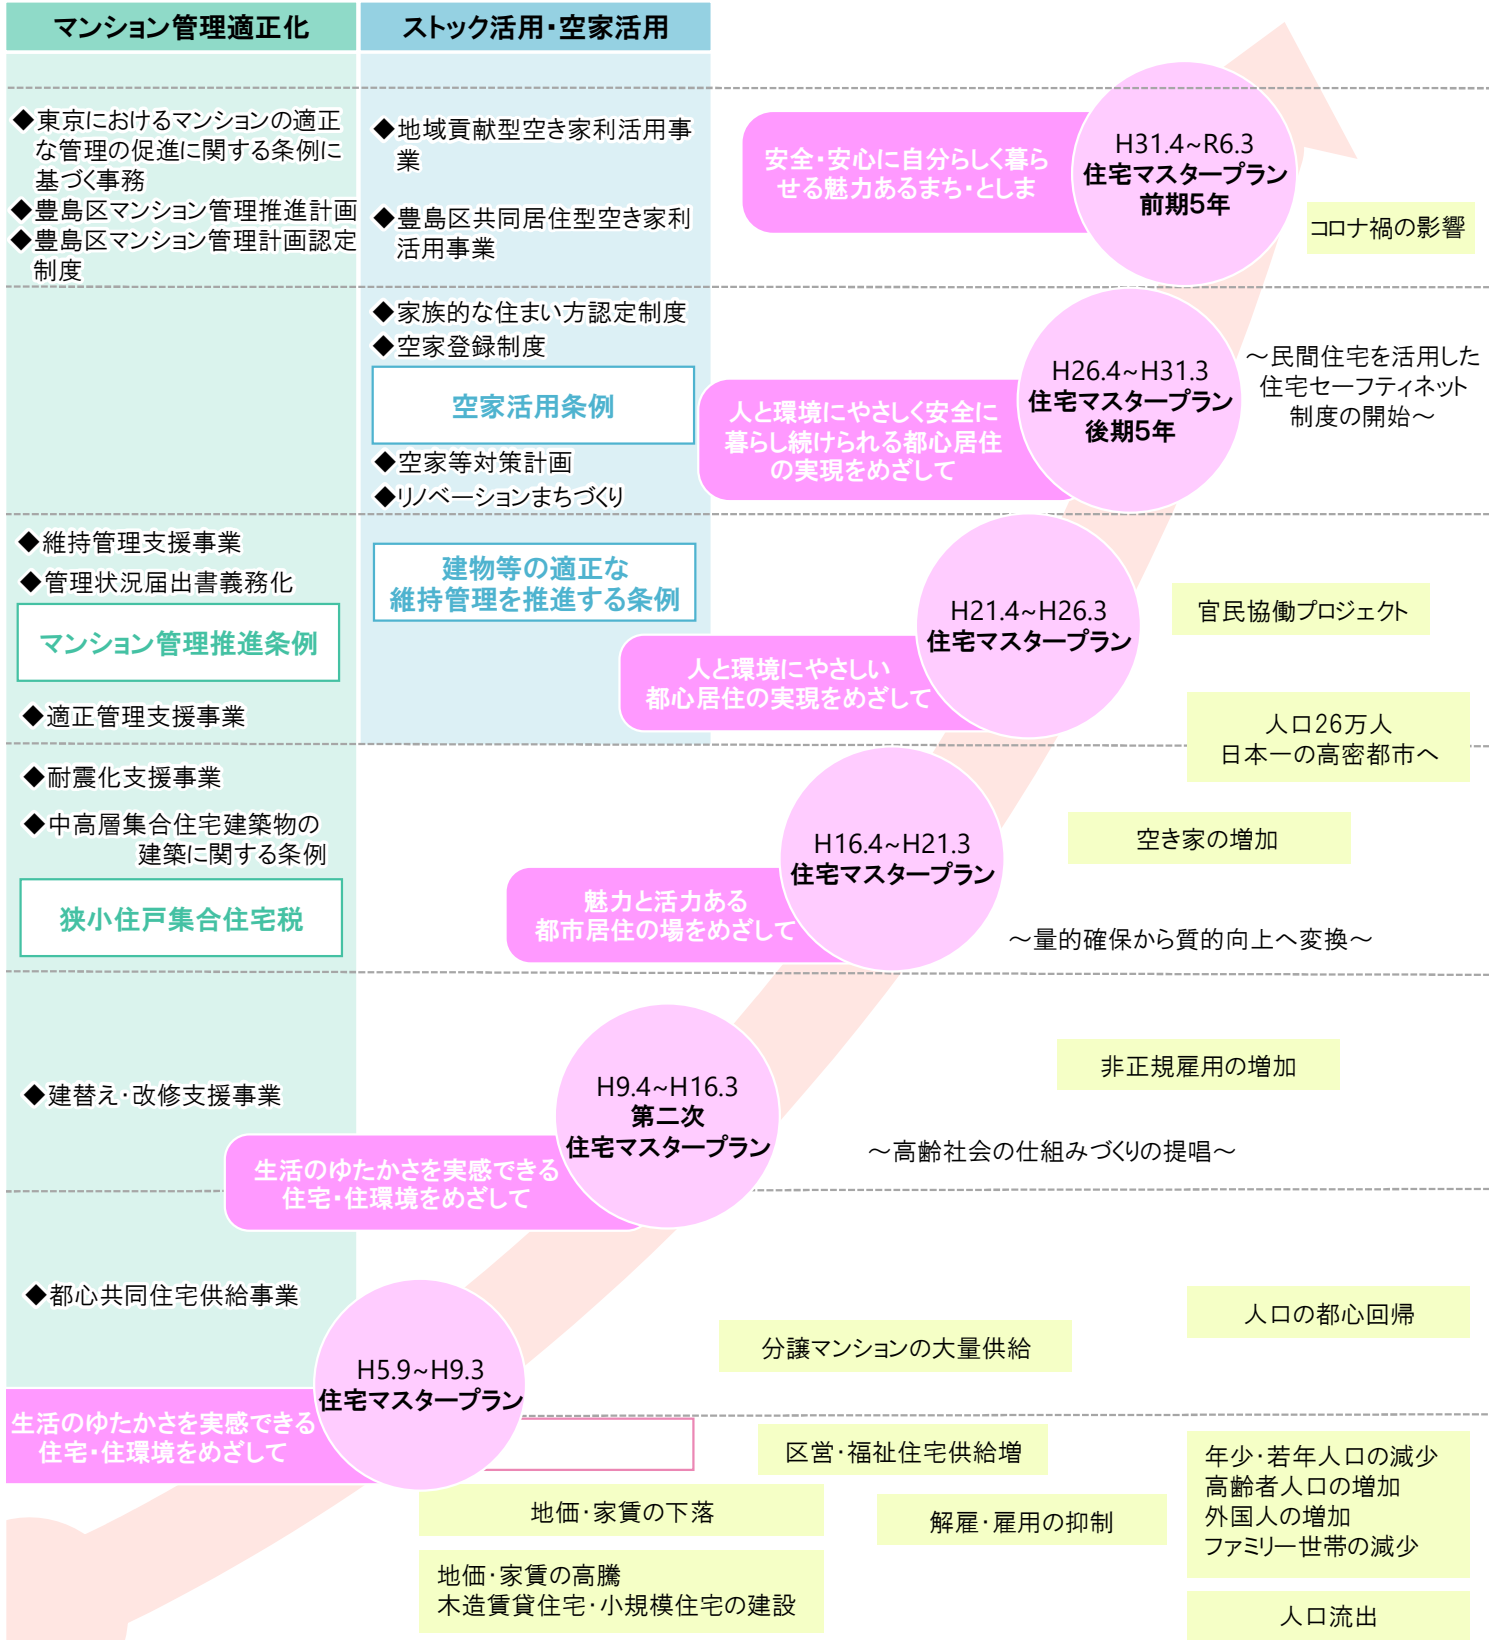 マンション管理適正化
ストック活用・空家活用
◆東京におけるマンションの適正
な管理の促進に関する条例に
基づく事務
◆豊島区マンション管理推進計画
◆豊島区マンション管理計画認定
制度
◆地域貢献型空き家利活用事
業
◆豊島区共同居住型空き家利
活用事業
安全・安心に自分らしく暮ら
せる魅力あるまち・としま
H31.4~R6.3
住宅マスタープラン
前期5年
コロナ禍の影響
◆家族的な住まい方認定制度
◆空家登録制度
空家活用条例
◆空家等対策計画
◆リノベーションまちづくり
人と環境にやさしく安全に
暮らし続けられる都心居住
の実現をめざして
H26.4~H31.3
住宅マスタープラン
後期5年
～民間住宅を活用した
住宅セーフティネット
制度の開始～
◆維持管理支援事業
◆管理状況届出書義務化
マンション管理推進条例
◆適正管理支援事業
建物等の適正な
維持管理を推進する条例
人と環境にやさしい
都心居住の実現をめざして
H21.4~H26.3
住宅マスタープラン
官民協働プロジェクト
人口26万人
日本一の高密都市へ
◆耐震化支援事業
◆中高層集合住宅建築物の
建築に関する条例
狭小住戸集合住宅税
魅力と活力ある
都市居住の場をめざして
H16.4~H21.3
住宅マスタープラン
空き家の増加
～量的確保から質的向上へ変換～
◆建替え・改修支援事業
生活のゆたかさを実感できる
住宅・住環境をめざして
H9.4~H16.3
第二次
住宅マスタープラン
非正規雇用の増加
～高齢社会の仕組みづくりの提唱～
◆都心共同住宅供給事業
生活のゆたかさを実感できる
住宅・住環境をめざして
H5.9~H9.3
住宅マスタープラン
人口の都心回帰
分譲マンションの大量供給
区営・福祉住宅供給増
地価・家賃の下落
解雇・雇用の抑制
年少・若年人口の減少
高齢者人口の増加
外国人の増加
ファミリー世帯の減少
地価・家賃の高騰
木造賃貸住宅・小規模住宅の建設
人口流出